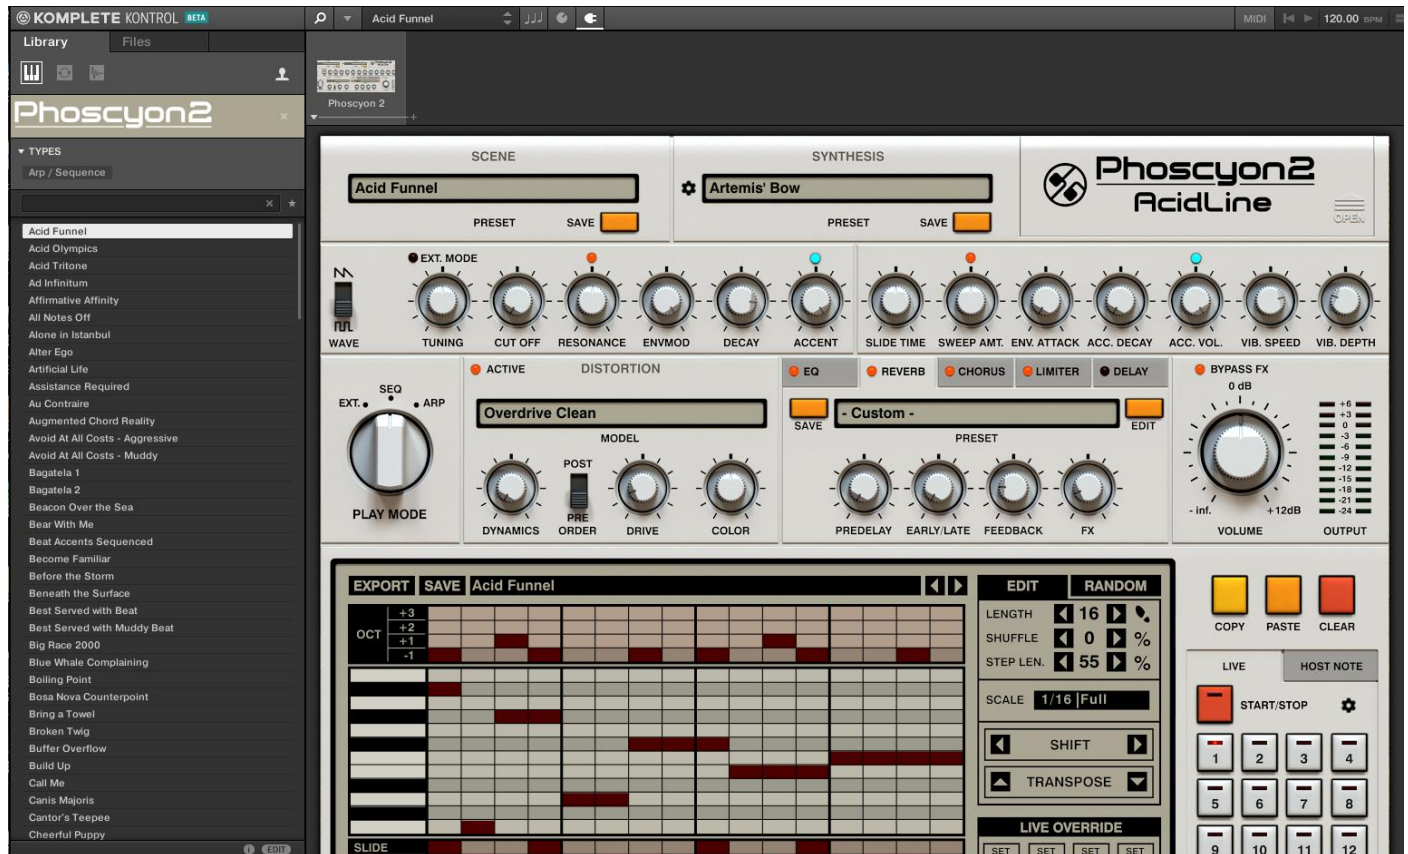 KOMPLETE KONTROL BETA
Acid Funnel
MIDI
120.00 BPM
Library
Files
Phoscyon2
TYPES
Arp / Sequence
Acid Funnel
Acid Olympics
Acid Tritone
Ad Infinitum
Affirmative Affinity
All Notes Off
Alone in Istanbul
Alter Ego
Artificial Life
Assistance Required
Au Contraire
Augmented Chord Reality
Avoid At All Costs - Aggressive
Avoid At All Costs - Muddy
Bagatela 1
Bagatela 2
Beacon Over the Sea
Bear With Me
Beat Accents Sequenced
Become Familiar
Before the Storm
Beneath the Surface
Best Served with Beat
Best Served with Muddy Beat
Big Race 2000
Blue Whale Complaining
Boiling Point
Bosa Nova Counterpoint
Bring a Towel
Broken Twig
Buffer Overflow
Build Up
Call Me
Canis Majoris
Cantor's Teepee
Cheerful Puppy
EDIT
Phoscyon 2
SCENE
Acid Funnel
PRESET SAVE
SYNTHESIS
Artemis' Bow
PRESET SAVE
Phoscyon2
AcidLine
OPEN
EXT. MODE
WAVE TUNING CUT OFF RESONANCE ENVMOD DECAY ACCENT SLIDE TIME SWEEP AMT. ENV. ATTACK ACC. DECAY ACC. VOL. VIB. SPEED VIB. DEPTH
SEQ
EXT. ARP
PLAY MODE
ACTIVE DISTORTION
Overdrive Clean
MODEL
POST
PRE
DYNAMICS ORDER DRIVE COLOR
EQ REVERB CHORUS LIMITER DELAY
- Custom -
SAVE PRESET EDIT
PREDELAY EARLY/LATE FEEDBACK FX
BYPASS FX
0 dB
- inf. +12dB
VOLUME
+6
+3
0
-3
-6
-9
-12
-15
-18
-21
-24
OUTPUT
EXPORT SAVE Acid Funnel
OCT
+3
+2
+1
-1
SLIDE
EDIT RANDOM
LENGTH 16
SHUFFLE 0 %
STEP LEN. 55 %
SCALE 1/16 |Full
SHIFT
TRANSPOSE
LIVE OVERRIDE
SET SET SET SET
COPY PASTE CLEAR
LIVE HOST NOTE
START/STOP
1 2 3 4
5 6 7 8
9 10 11 12